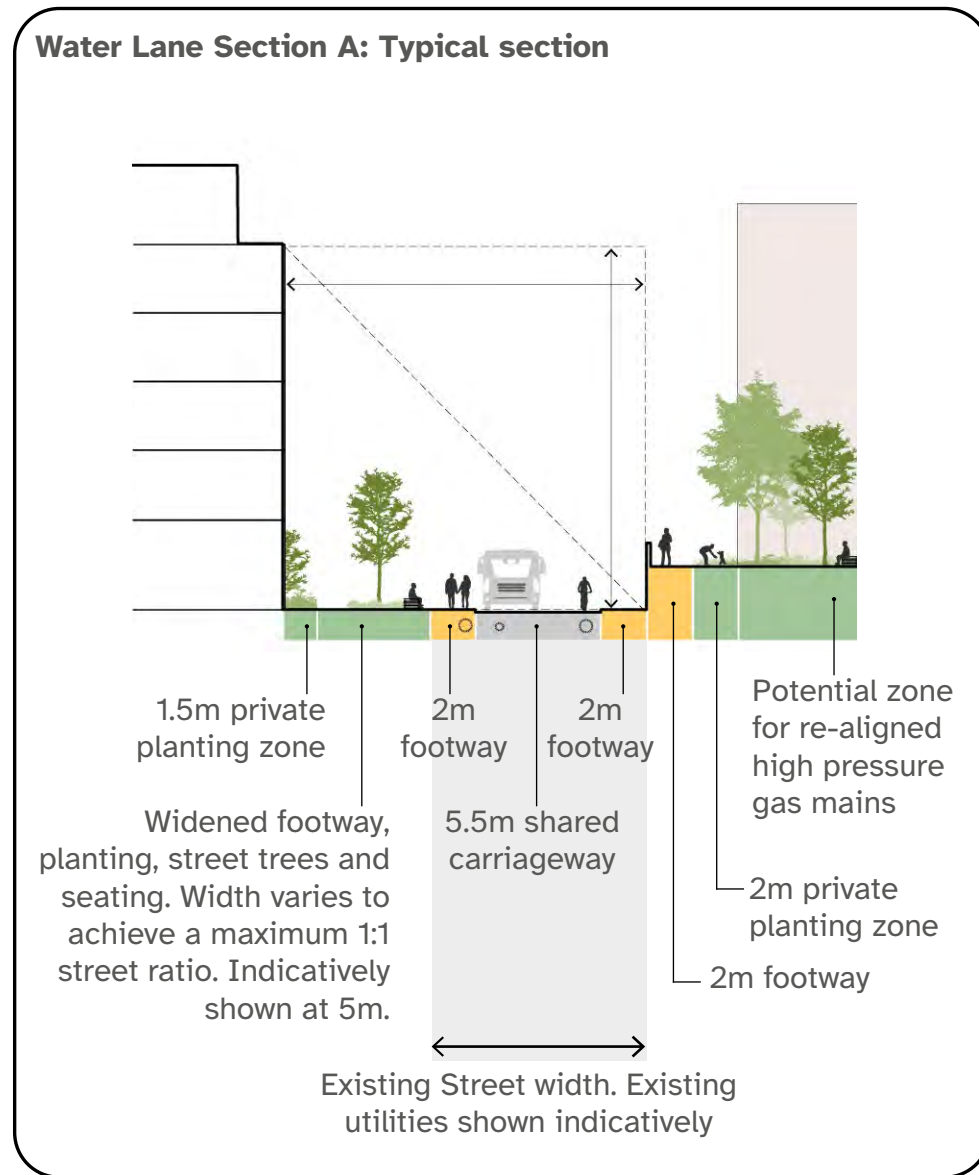 Water Lane Section A: Typical section
1.5m private
planting zone
2m
footway
2m
footway
Potential zone
for re-aligned
high pressure
gas mains
Widened footway,
planting, street trees and
seating. Width varies to
achieve a maximum 1:1
street ratio. Indicatively
shown at 5m.
5.5m shared
carriageway
2m private
planting zone
2m footway
Existing Street width. Existing
utilities shown indicatively